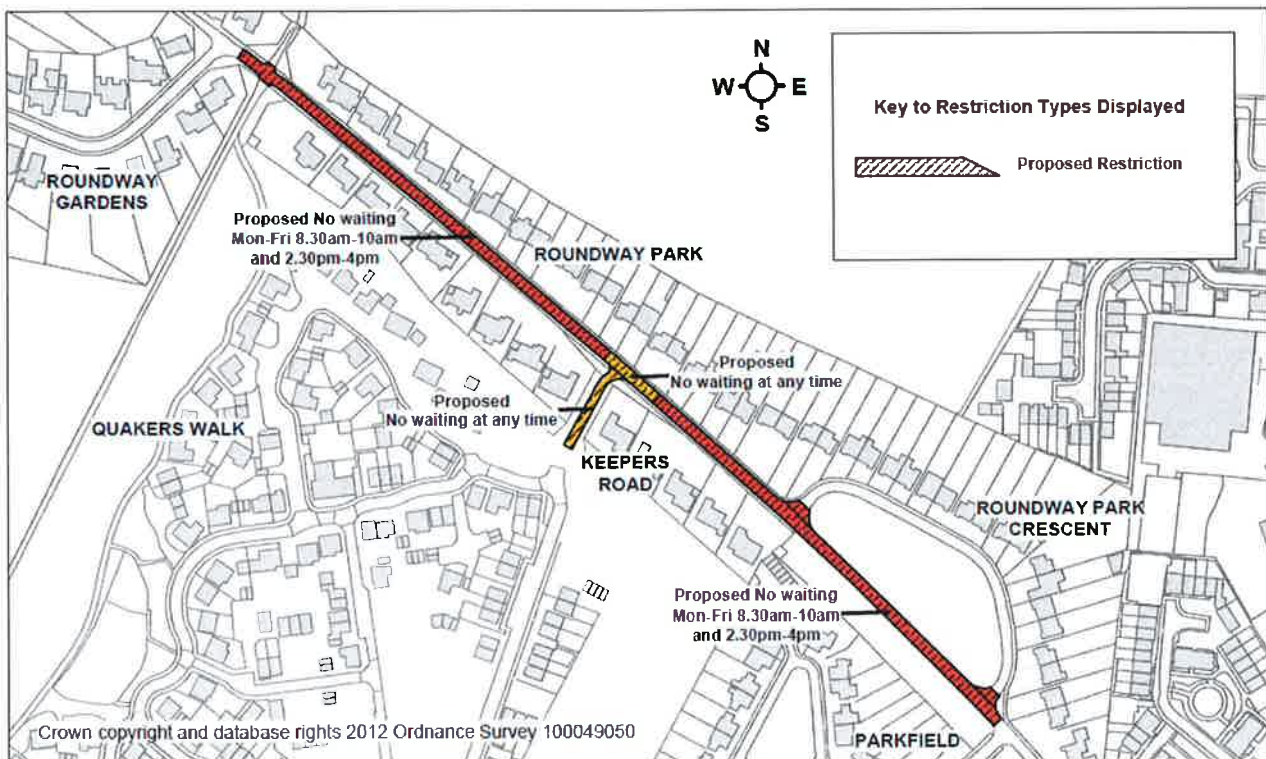 N
W E
S
Key to Restriction Types Displayed
Proposed Restriction
ROUNDWAY
GARDENS
Proposed No waiting
Mon-Fri 8.30am-10am
and 2.30pm-4pm
ROUNDWAY PARK
Proposed
No waiting at any time
Proposed
No waiting at any time
QUAKERS WALK
KEEPERS
ROAD
ROUNDWAY PARK
CRESCENT
Proposed No waiting
Mon-Fri 8.30am-10am
and 2.30pm-4pm
Crown copyright and database rights 2012 Ordnance Survey 100049050
PARKFIELD